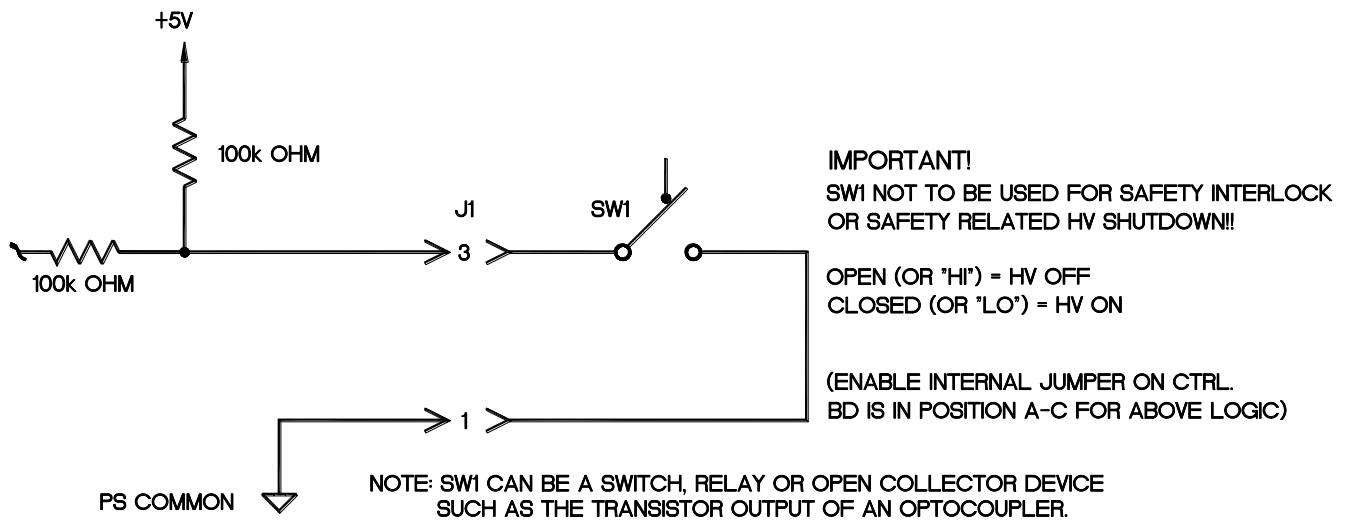 +5V
100k OHM
100k OHM
J1
3
SW1
1
PS COMMON
IMPORTANT!
SW1 NOT TO BE USED FOR SAFETY INTERLOCK
OR SAFETY RELATED HV SHUTDOWN!!
OPEN (OR "HI") = HV OFF
CLOSED (OR "LO") = HV ON
(ENABLE INTERNAL JUMPER ON CTRL.
BD IS IN POSITION A-C FOR ABOVE LOGIC)
NOTE: SW1 CAN BE A SWITCH, RELAY OR OPEN COLLECTOR DEVICE
SUCH AS THE TRANSISTOR OUTPUT OF AN OPTOCOUPLER.